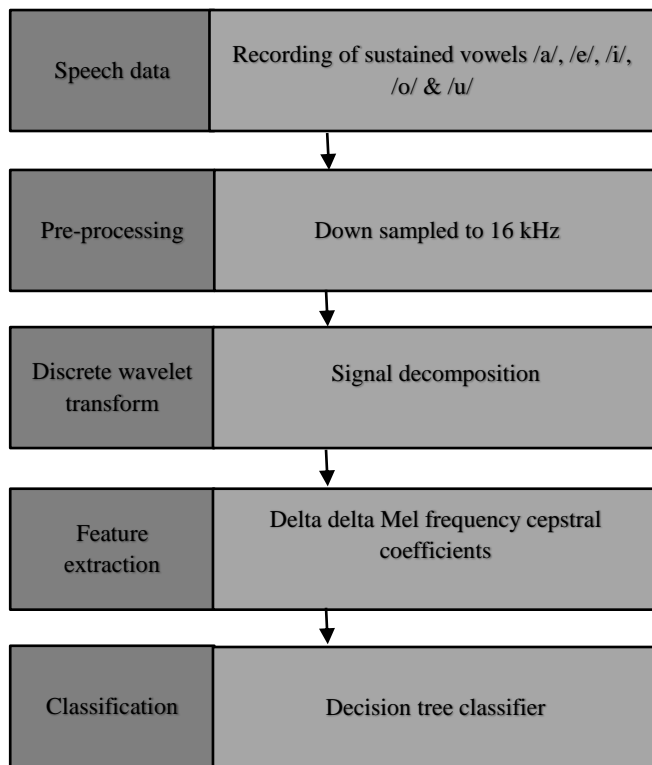 Speech data
Recording of sustained vowels /a/, /e/, /i/,
/o/ & /u/
Pre-processing
Down sampled to 16 kHz
Discrete wavelet
transform
Signal decomposition
Feature
extraction
Delta delta Mel frequency cepstral
coefficients
Classification
Decision tree classifier